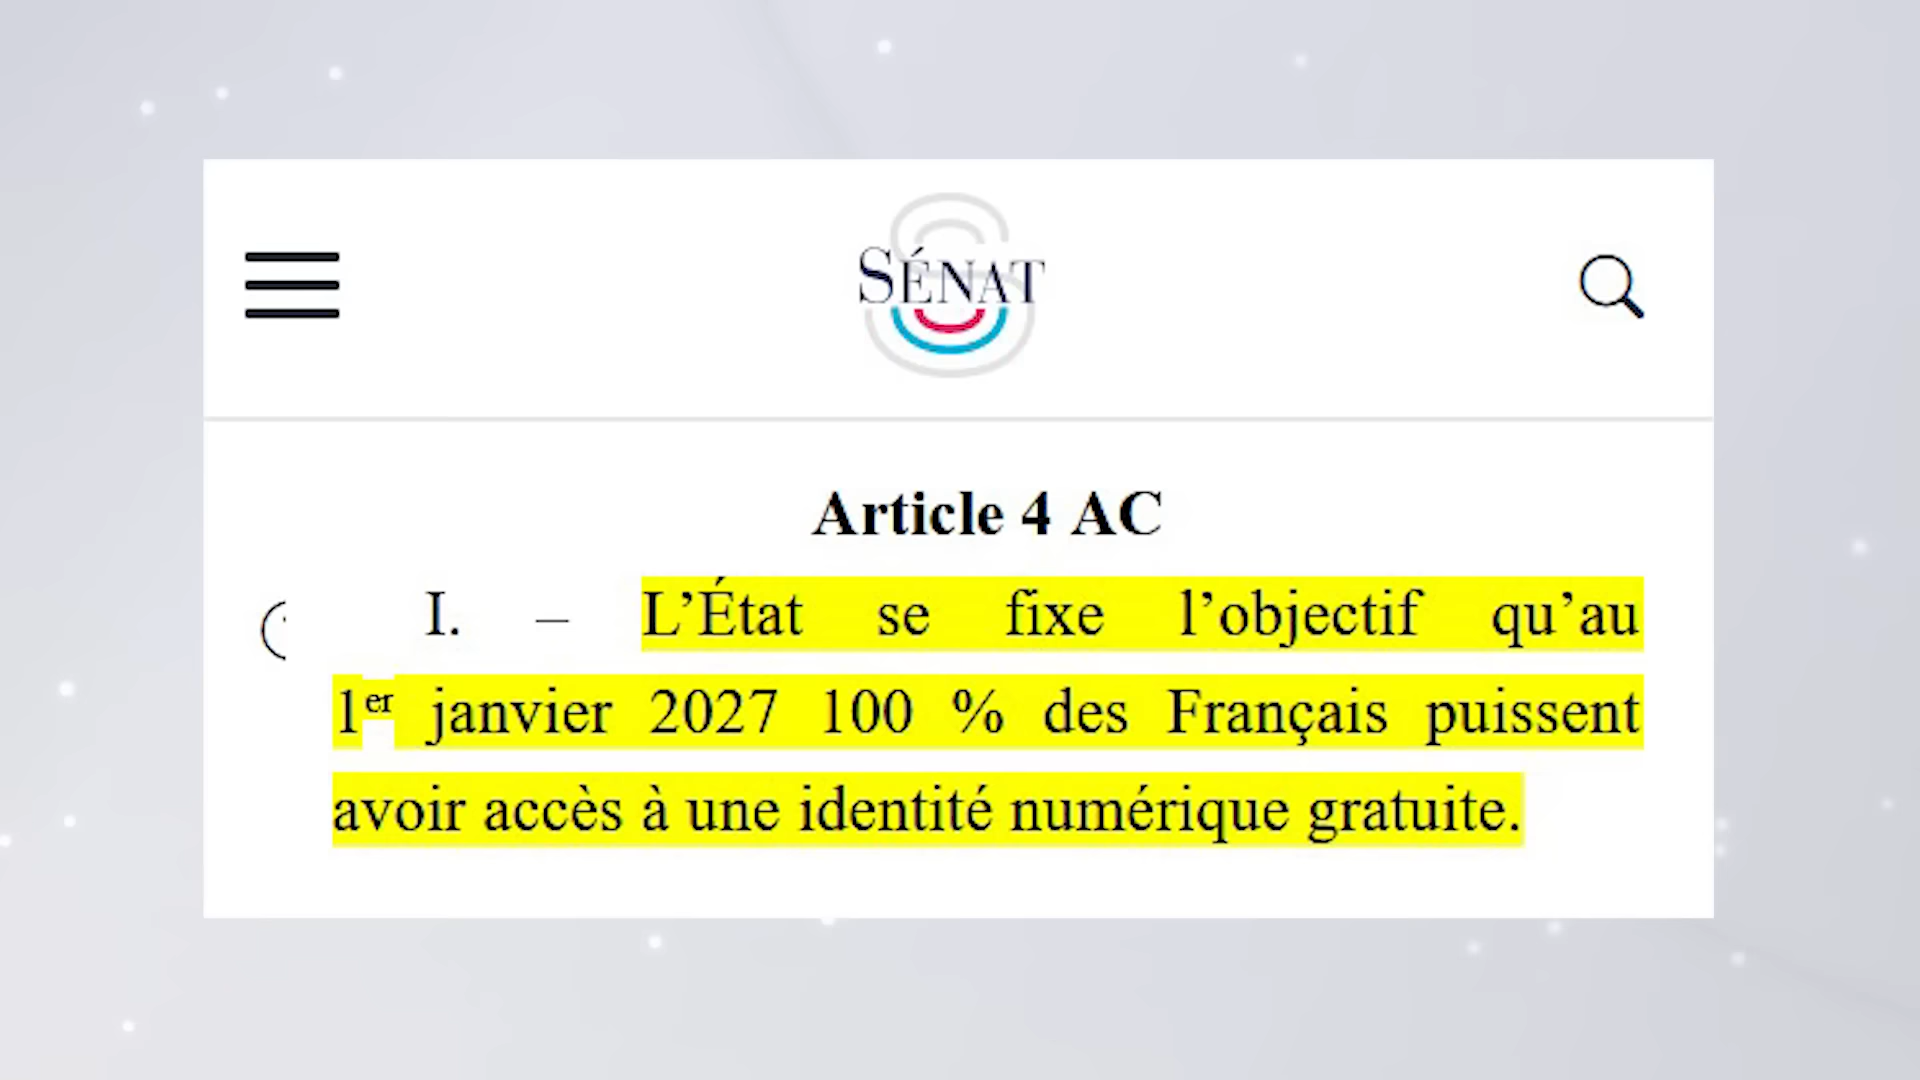 SÉNAT
Article 4 AC
I. – L’État se fixe l’objectif qu’au
1er janvier 2027 100 % des Français puissent
avoir accès à une identité numérique gratuite.